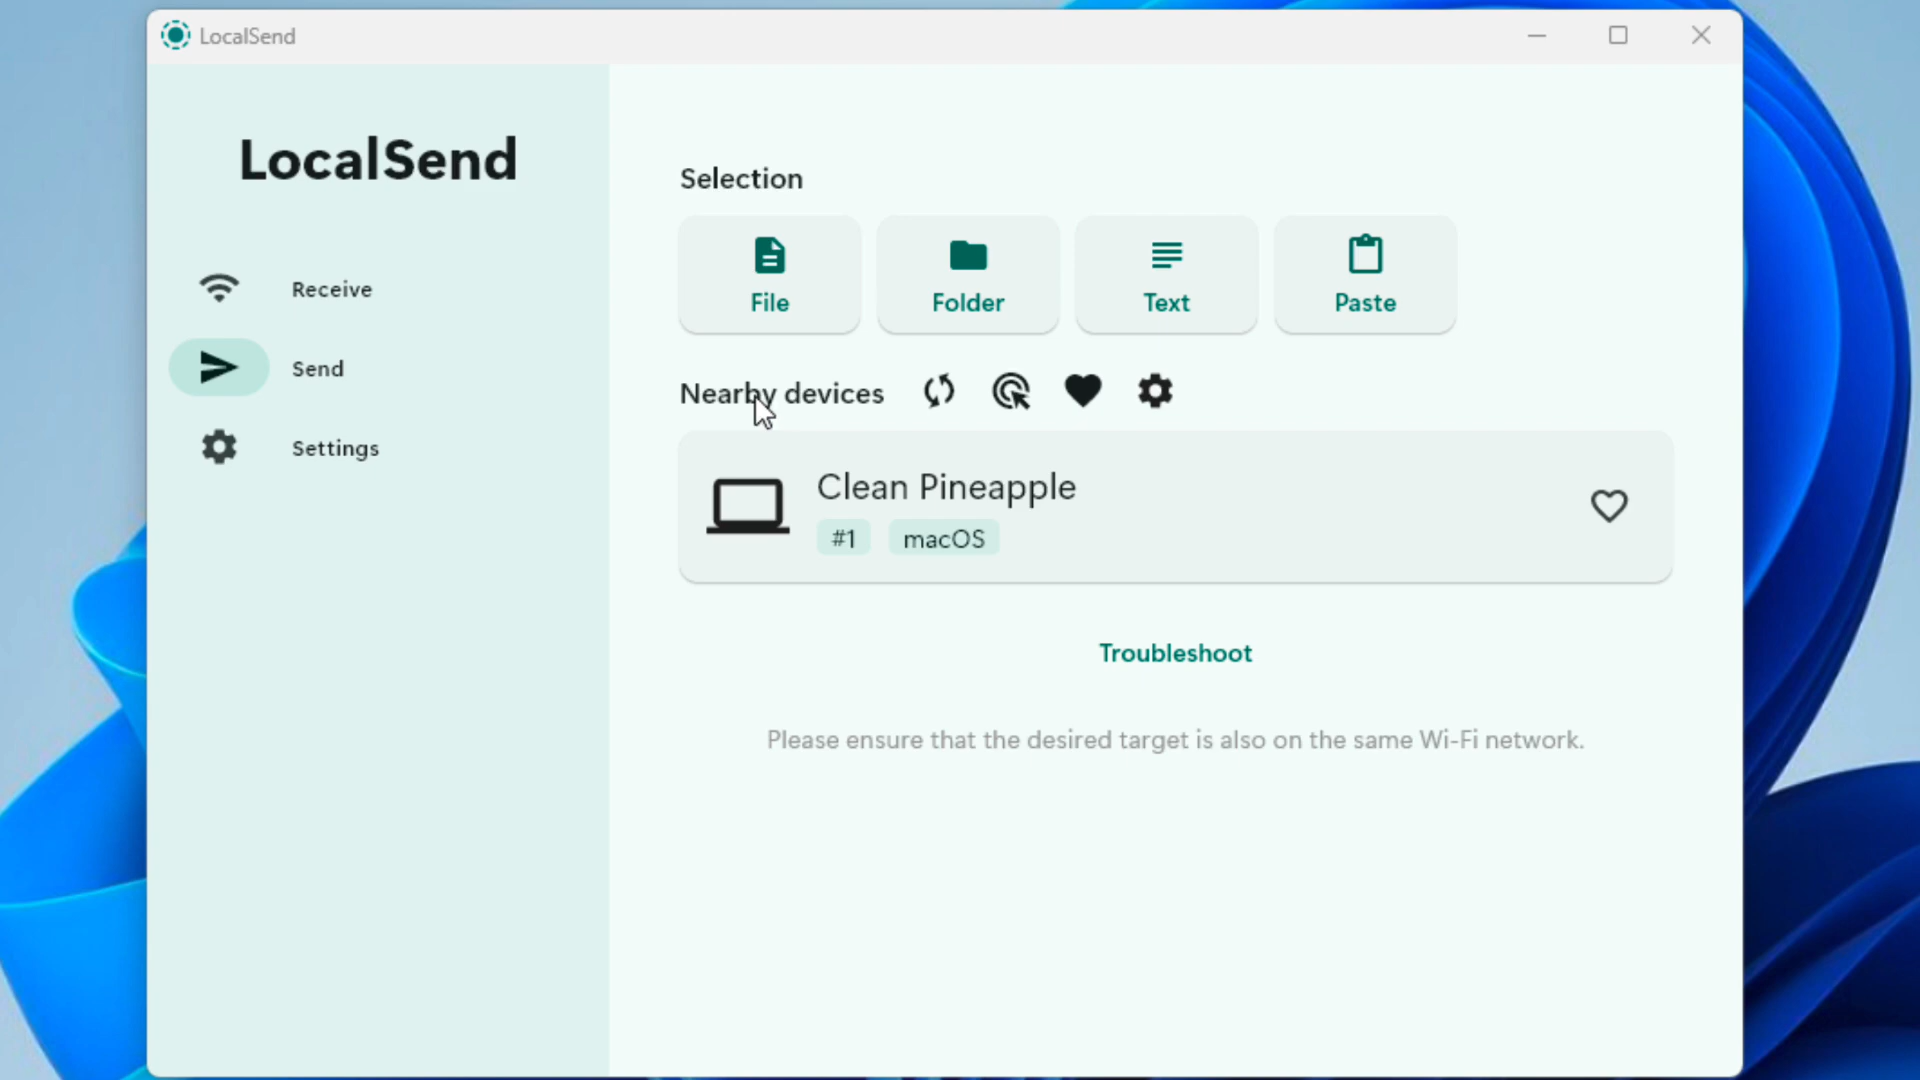 LocalSend
LocalSend
Receive
Send
Settings
Selection
File Folder Text Paste
Nearby devices
Clean Pineapple
#1 macOS
Troubleshoot
Please ensure that the desired target is also on the same Wi-Fi network.